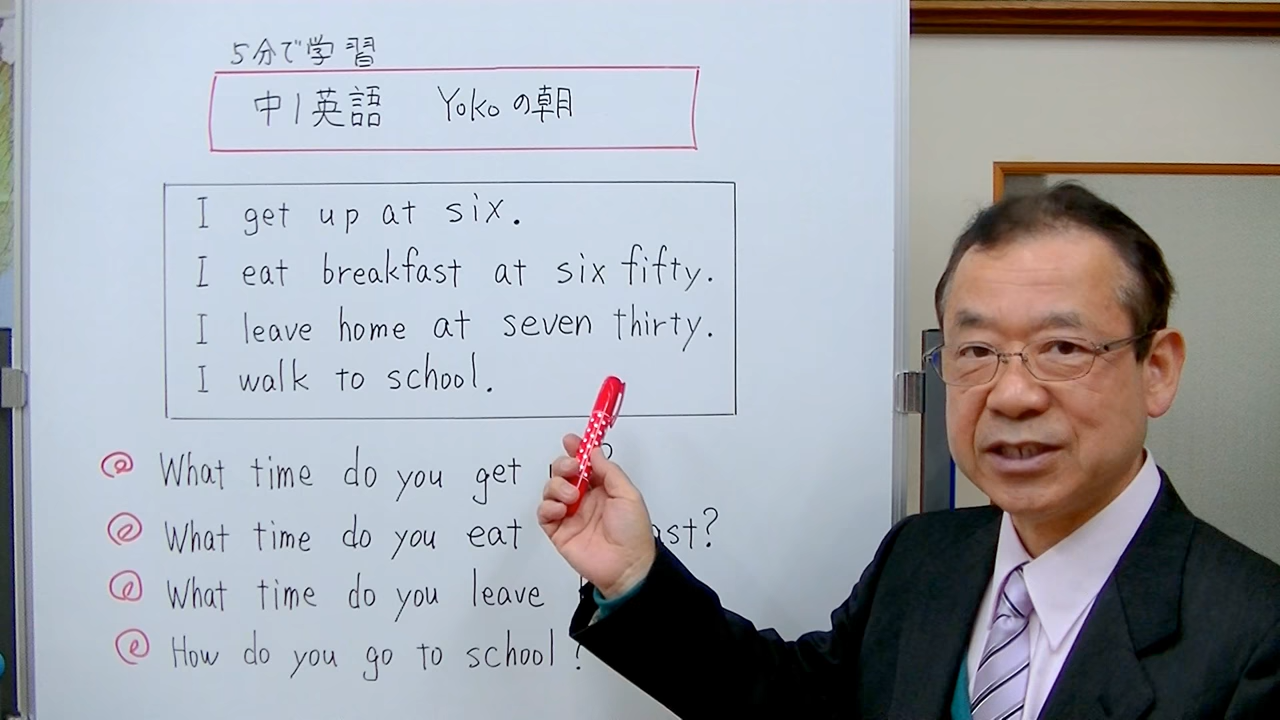 5分で学習
中1英語 Yokoの朝
I get up at six.
I eat breakfast at six fifty.
I leave home at seven thirty.
I walk to school.
@ What time do you get ?
@ What time do you eat ast?
@ What time do you leave
@ How do you go to school?